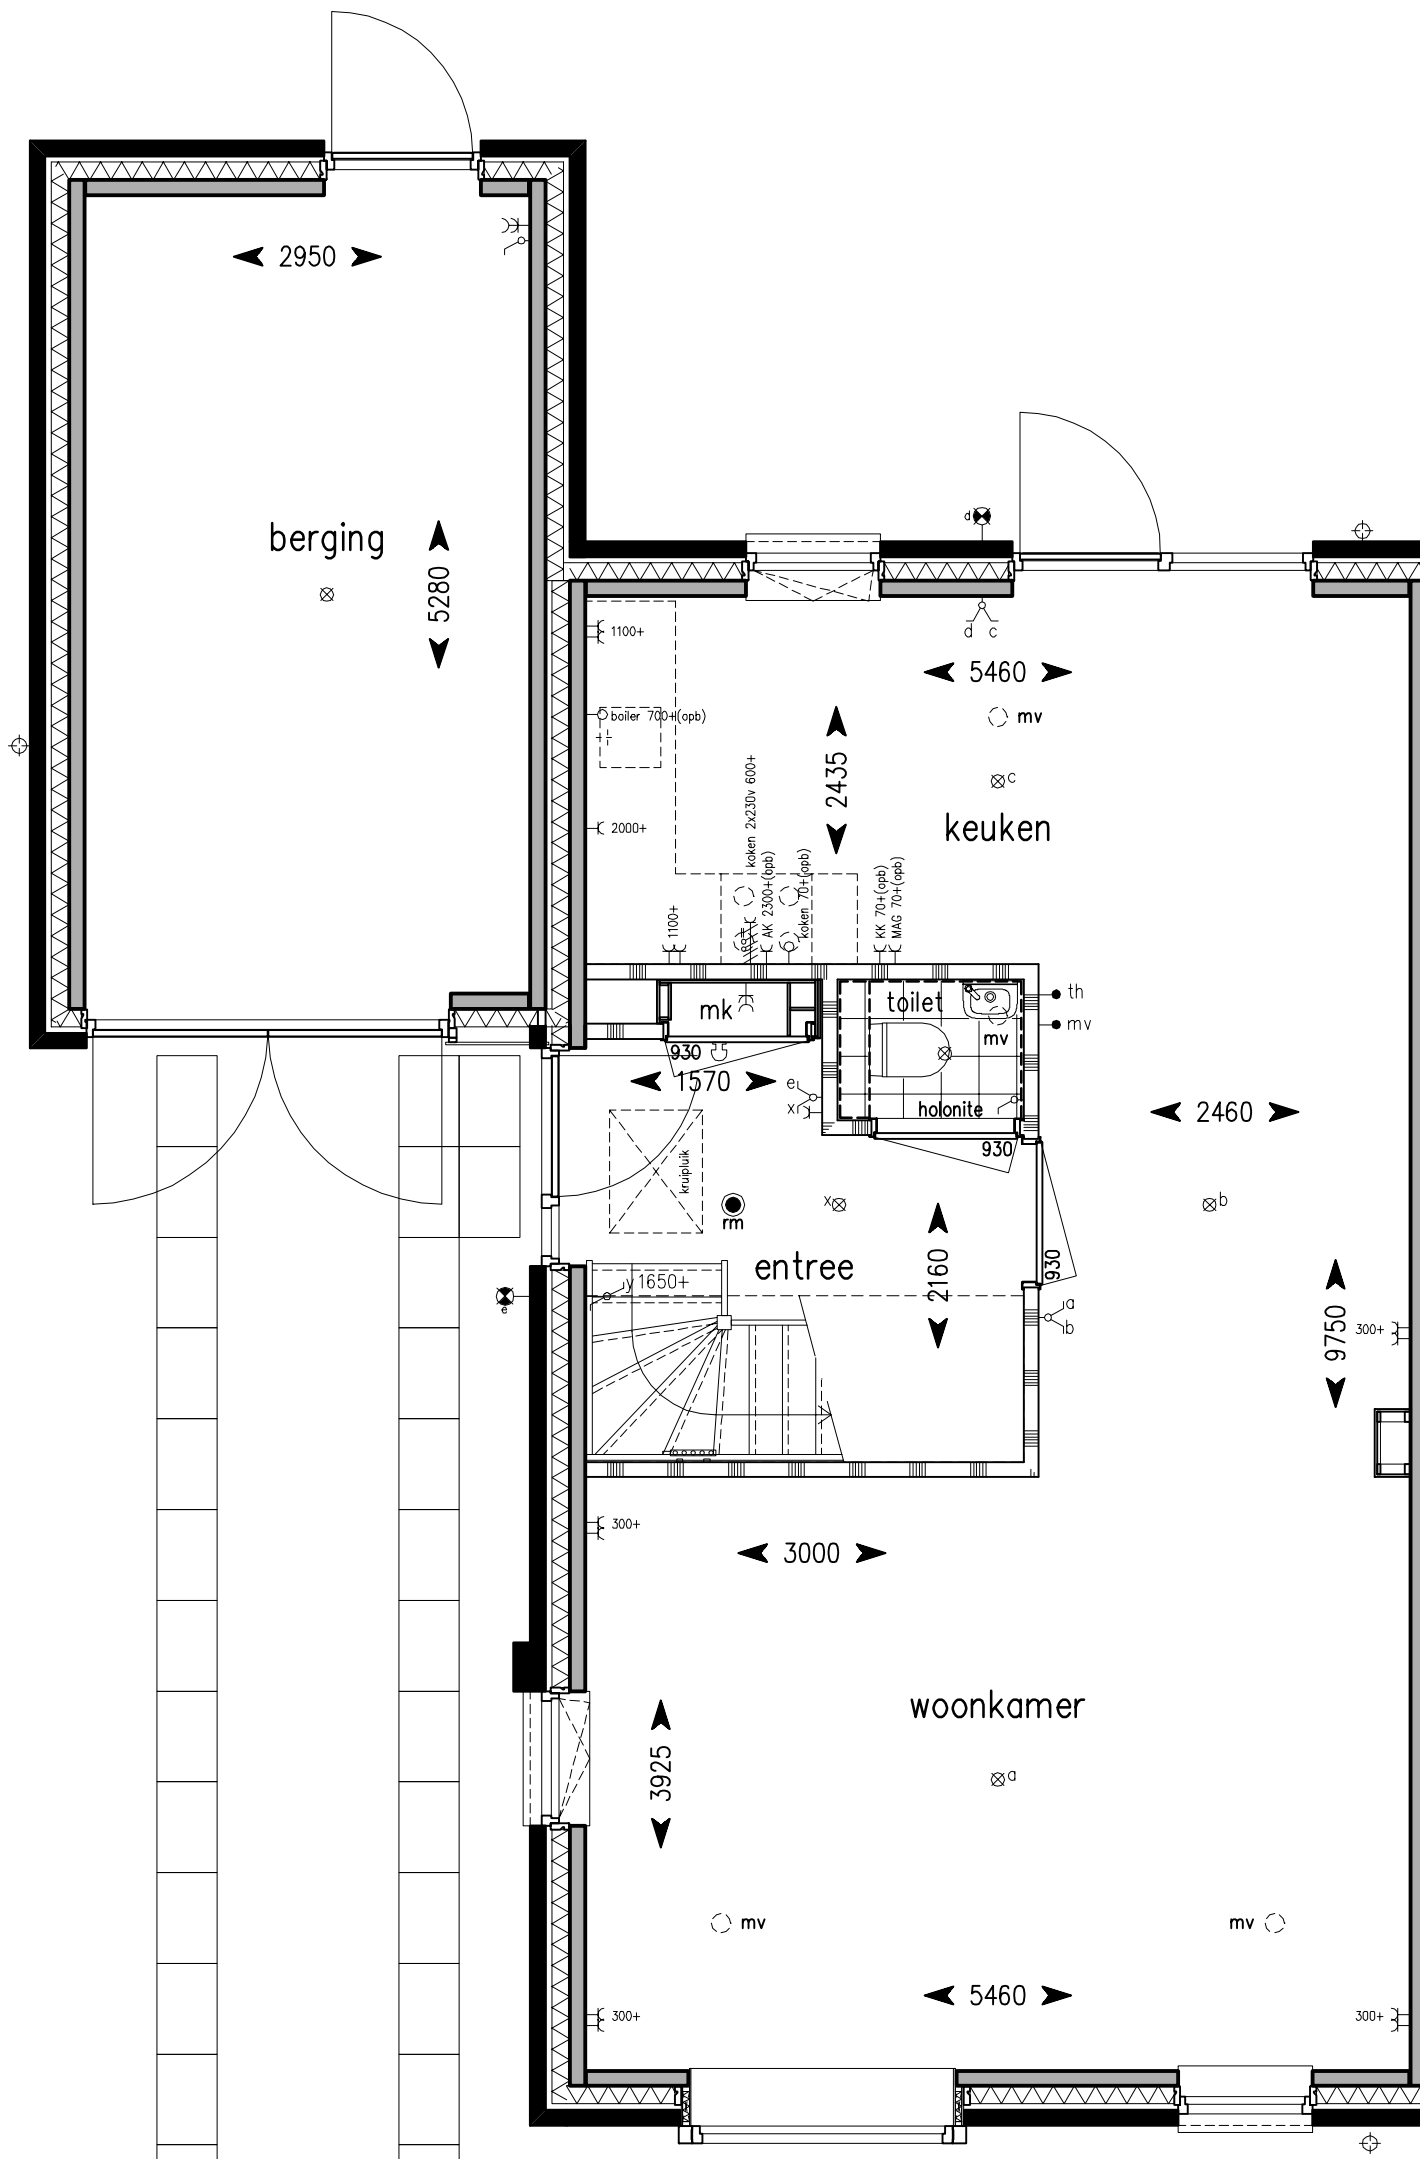 2950
berging
5280
d
d c
1100+
5460
boiler 700+(opb)
mv
2435
c
koken 2x230v 600+
2000+
keuken
1100+
AK 2300+(opb)
koken 70+(opb)
KK 70+(opb)
MAG 70+(opb)
mk
toilet
th
mv
mv
930
1570
e
x
holonite
2460
930
kruipluik
x
b
rm
entree
2160
930
y 1650+
e
a
b
9750
300+
300+
3000
woonkamer
3925
a
mv
mv
5460
300+
300+